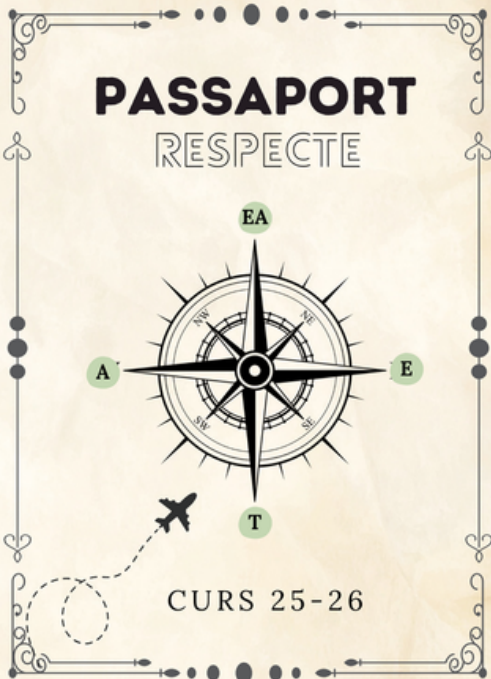 PASSAPORT
RESPECTE
EA
NW NE
A E
SW SE
T
CURS 25-26